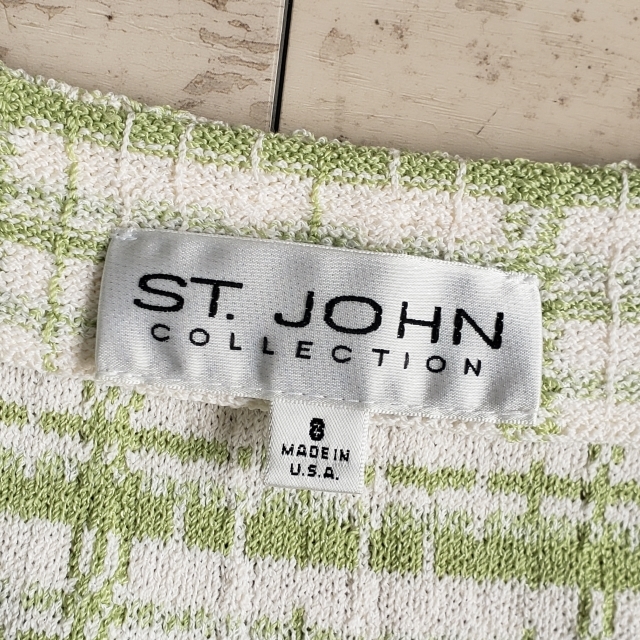 ST. JOHN
COLLECTION
8
MADE IN
U.S.A.